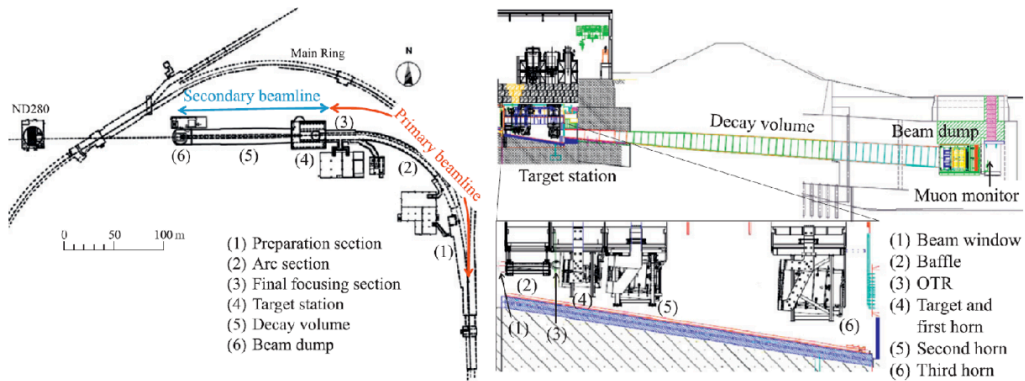 Main Ring
N
ND280
Secondary beamline
Primary beamline
(3)
(2)
(6)
(5)
(4)
(1)
0 50 100 m
(1) Preparation section
(2) Arc section
(3) Final focusing section
(4) Target station
(5) Decay volume
(6) Beam dump
Decay volume
Beam dump
Target station
Muon monitor
(2)
(4)
(5)
(6)
(1)
(3)
(1) Beam window
(2) Baffle
(3) OTR
(4) Target and
first horn
(5) Second horn
(6) Third horn